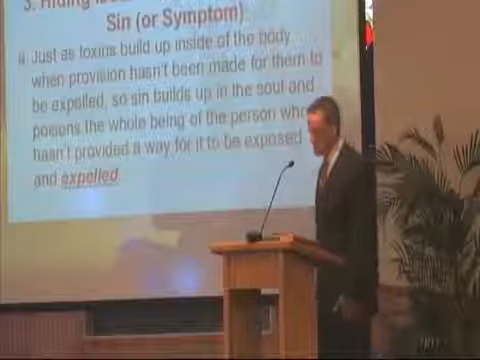 3. Hiding
Sin (or Symptom)
Just as toxins build up inside of the body
when provision hasn't been made for them to
be expelled, so sin builds up in the soul and
poisons the whole being of the person who
hasn't provided a way for it to be exposed
and expelled